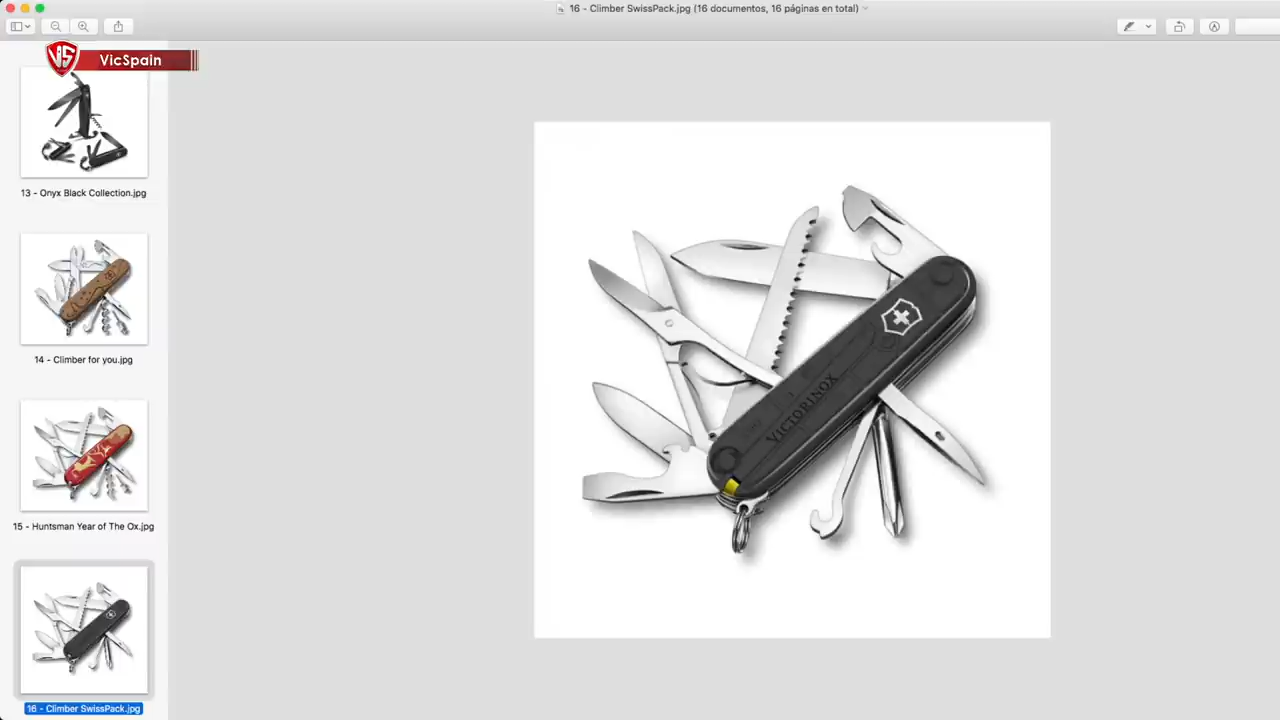 16 - Climber SwissPack.jpg (16 documentos, 16 páginas en total)
VS
VicSpain
13 - Onyx Black Collection.jpg
14 - Climber for you.jpg
15 - Huntsman Year of The Ox.jpg
16 - Climber SwissPack.jpg
VICTORINOX